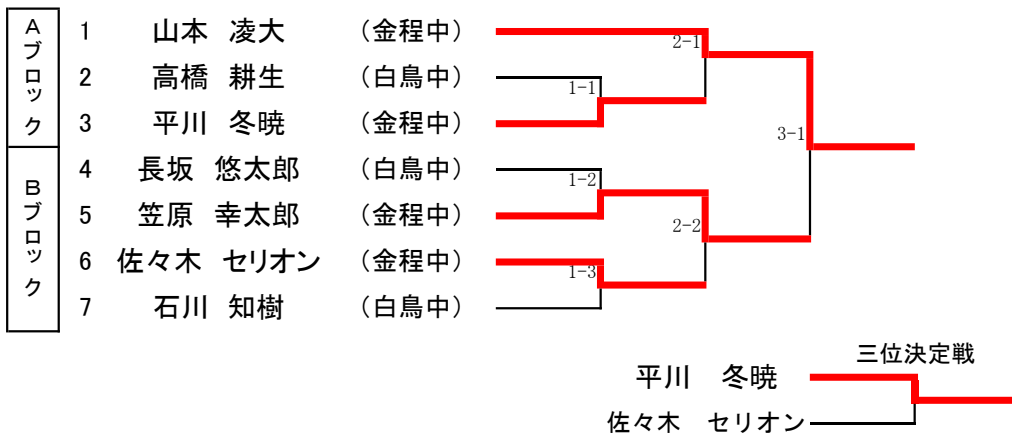 Aブロック
1 山本 凌大 (金程中)
2 高橋 耕生 (白鳥中)
3 平川 冬暁 (金程中)
Bブロック
4 長坂 悠太郎 (白鳥中)
5 笠原 幸太郎 (金程中)
6 佐々木 セリオン (金程中)
7 石川 知樹 (白鳥中)
2-1
1-1
3-1
1-2
2-2
1-3
三位決定戦
平川 冬暁
佐々木 セリオン